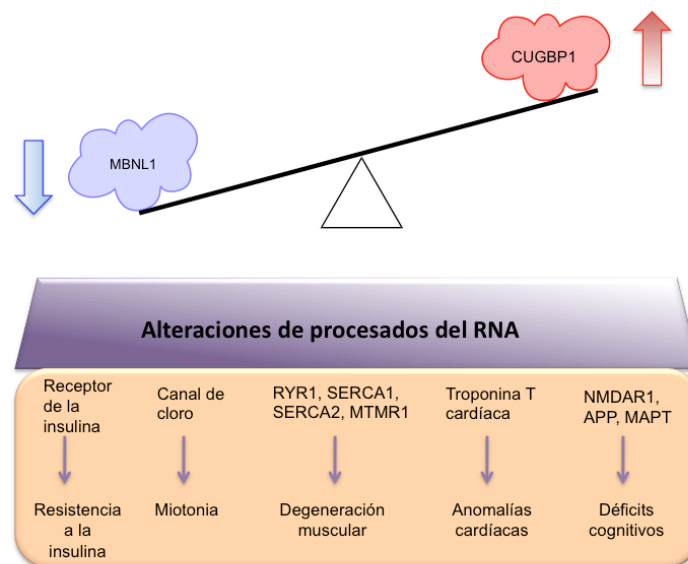 CUGBP1
MBNL1
Alteraciones de procesados del RNA
Receptor
de la
insulina
Canal de
cloro
RYR1, SERCA1,
SERCA2, MTMR1
Troponina T
cardíaca
NMDAR1,
APP, MAPT
Resistencia
a la
insulina
Miotonia
Degeneración
muscular
Anomalías
cardíacas
Déficits
cognitivos